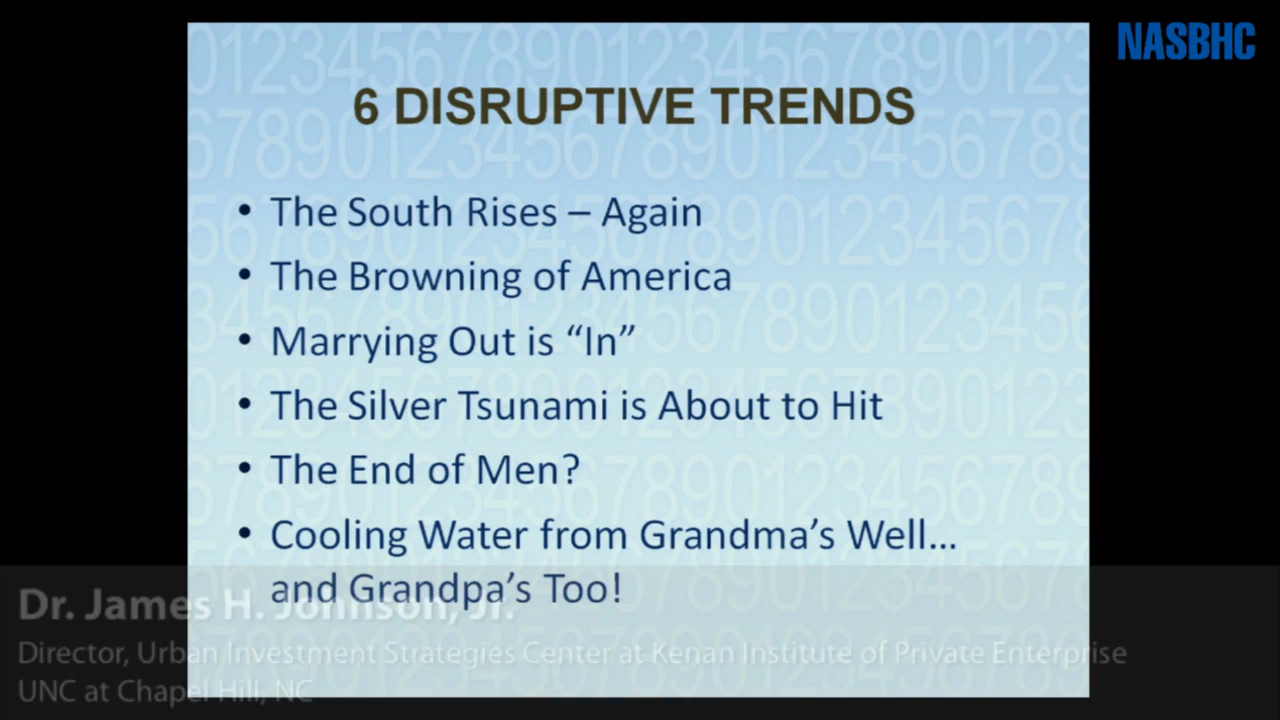 NASBHC
6 DISRUPTIVE TRENDS
• The South Rises – Again
• The Browning of America
• Marrying Out is “In”
• The Silver Tsunami is About to Hit
• The End of Men?
• Cooling Water from Grandma’s Well…
and Grandpa’s Too!
Dr. James H. Johnson, Jr.
Director, Urban Investment Strategies Center at Kenan Institute of Private Enterprise
UNC at Chapel Hill, NC